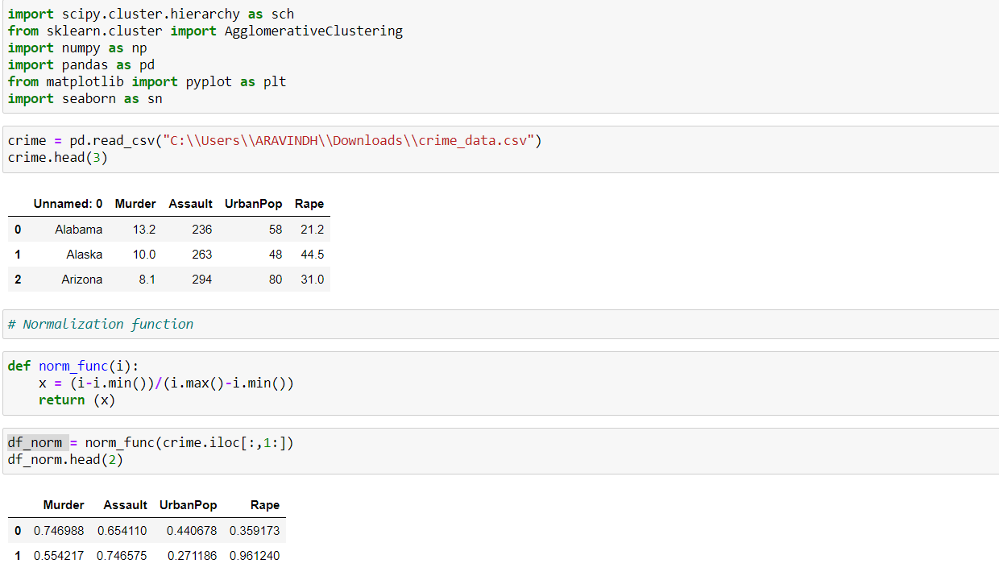 import scipy.cluster.hierarchy as sch
from sklearn.cluster import AgglomerativeClustering
import numpy as np
import pandas as pd
from matplotlib import pyplot as plt
import seaborn as sn
crime = pd.read_csv("C:\\Users\\ARAVINDH\\Downloads\\crime_data.csv")
crime.head(3)
Unnamed: 0 Murder Assault UrbanPop Rape
0 Alabama 13.2 236 58 21.2
1 Alaska 10.0 263 48 44.5
2 Arizona 8.1 294 80 31.0
# Normalization function
def norm_func(i):
    x = (i-i.min())/(i.max()-i.min())
    return (x)
df_norm = norm_func(crime.iloc[:,1:])
df_norm.head(2)
Murder Assault UrbanPop Rape
0 0.746988 0.654110 0.440678 0.359173
1 0.554217 0.746575 0.271186 0.961240